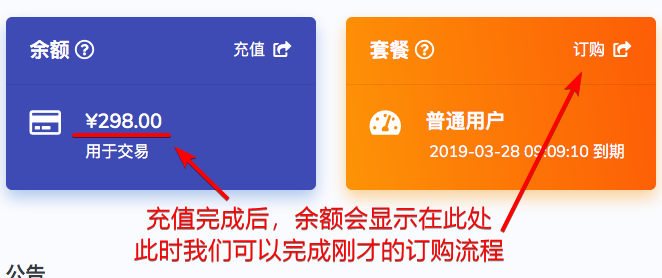 余额
充值
套餐
订购
¥298.00
用于交易
普通用户
2019-03-28 09:09:10 到期
充值完成后，余额会显示在此处
此时我们可以完成刚才的订购流程
公告